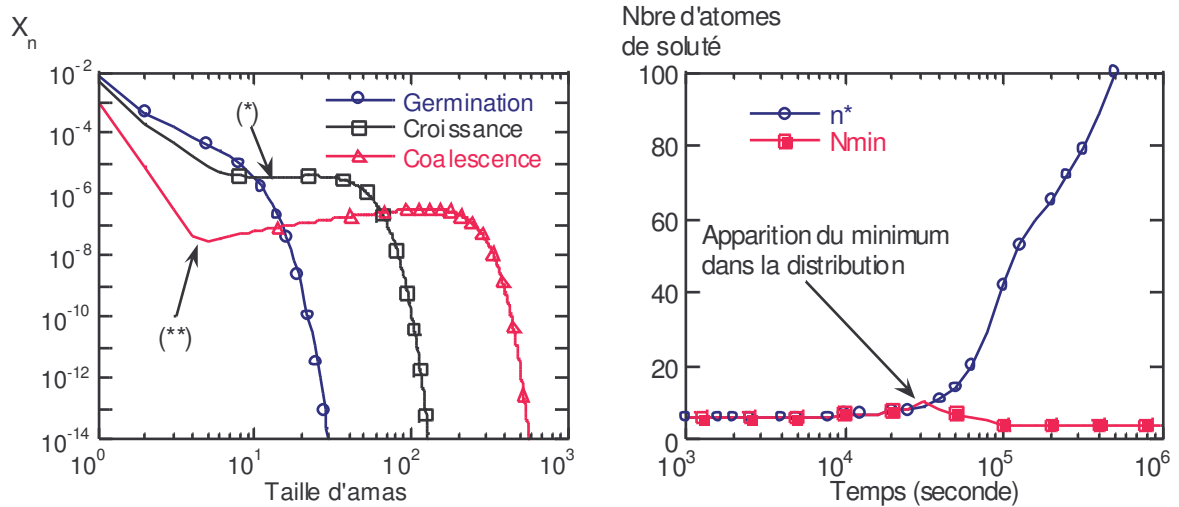 X_n
10^-2
10^-4
10^-6
10^-8
10^-10
10^-12
10^-14
(*)
Germination
Croissance
Coalescence
(**)
10^0
10^1
10^2
10^3
Taille d'amas
Nbre d'atomes
de soluté
100
80
60
40
20
0
n*
Nmin
Apparition du minimum
dans la distribution
10^3
10^4
10^5
10^6
Temps (seconde)